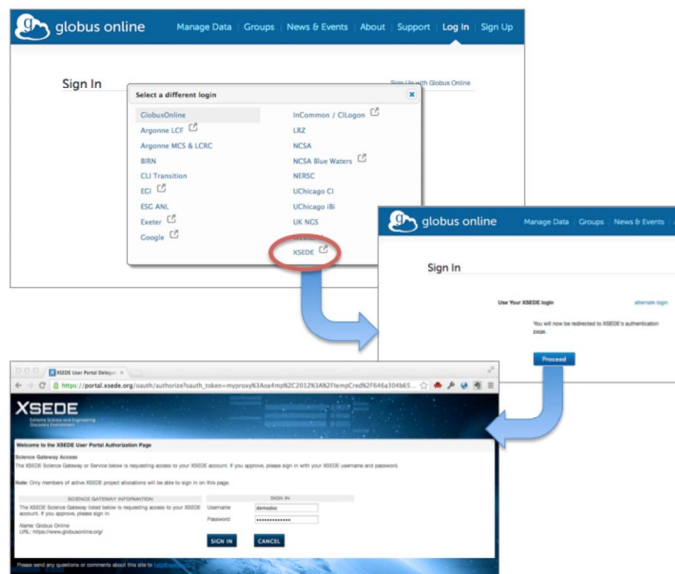 globus online
Manage Data Groups News & Events About Support Log In Sign Up
Sign In
Sign Up with Globus Online
Select a different login
GlobusOnline
Argonne LCF
Argonne MCS & LCRC
BIRN
CLI Transition
EGI
ESG ANL
Exeter
Google
InCommon / CILogon
LRZ
NCSA
NCSA Blue Waters
NERSC
UChicago CI
UChicago iBi
UK NGS
XSEDE
globus online
Manage Data Groups News & Events
Sign In
Use Your XSEDE login
alternate login
You will now be redirected to XSEDE's authentication
page.
Proceed
XSEDE User Portal Delegat
https://portal.xsede.org/oauth/authorize?oauth_token=myproxy
XSEDE
Extreme Science and Engineering
Discovery Environment
Welcome to the XSEDE User Portal Authorization Page
Science Gateway Access
The XSEDE Science Gateway or Service below is requesting access to your XSEDE account. If you approve, please sign in with your XSEDE username and password.
Note: Only members of active XSEDE project allocations will be able to sign in on this page.
SCIENCE GATEWAY INFORMATION
The XSEDE Science Gateway listed below is requesting access to your XSEDE
account. If you approve, please sign in.
Name: Globus Online
URL: https://www.globusonline.org/
SIGN IN
Username
demodoc
Password
SIGN IN
CANCEL
Please send any questions or comments about this site to